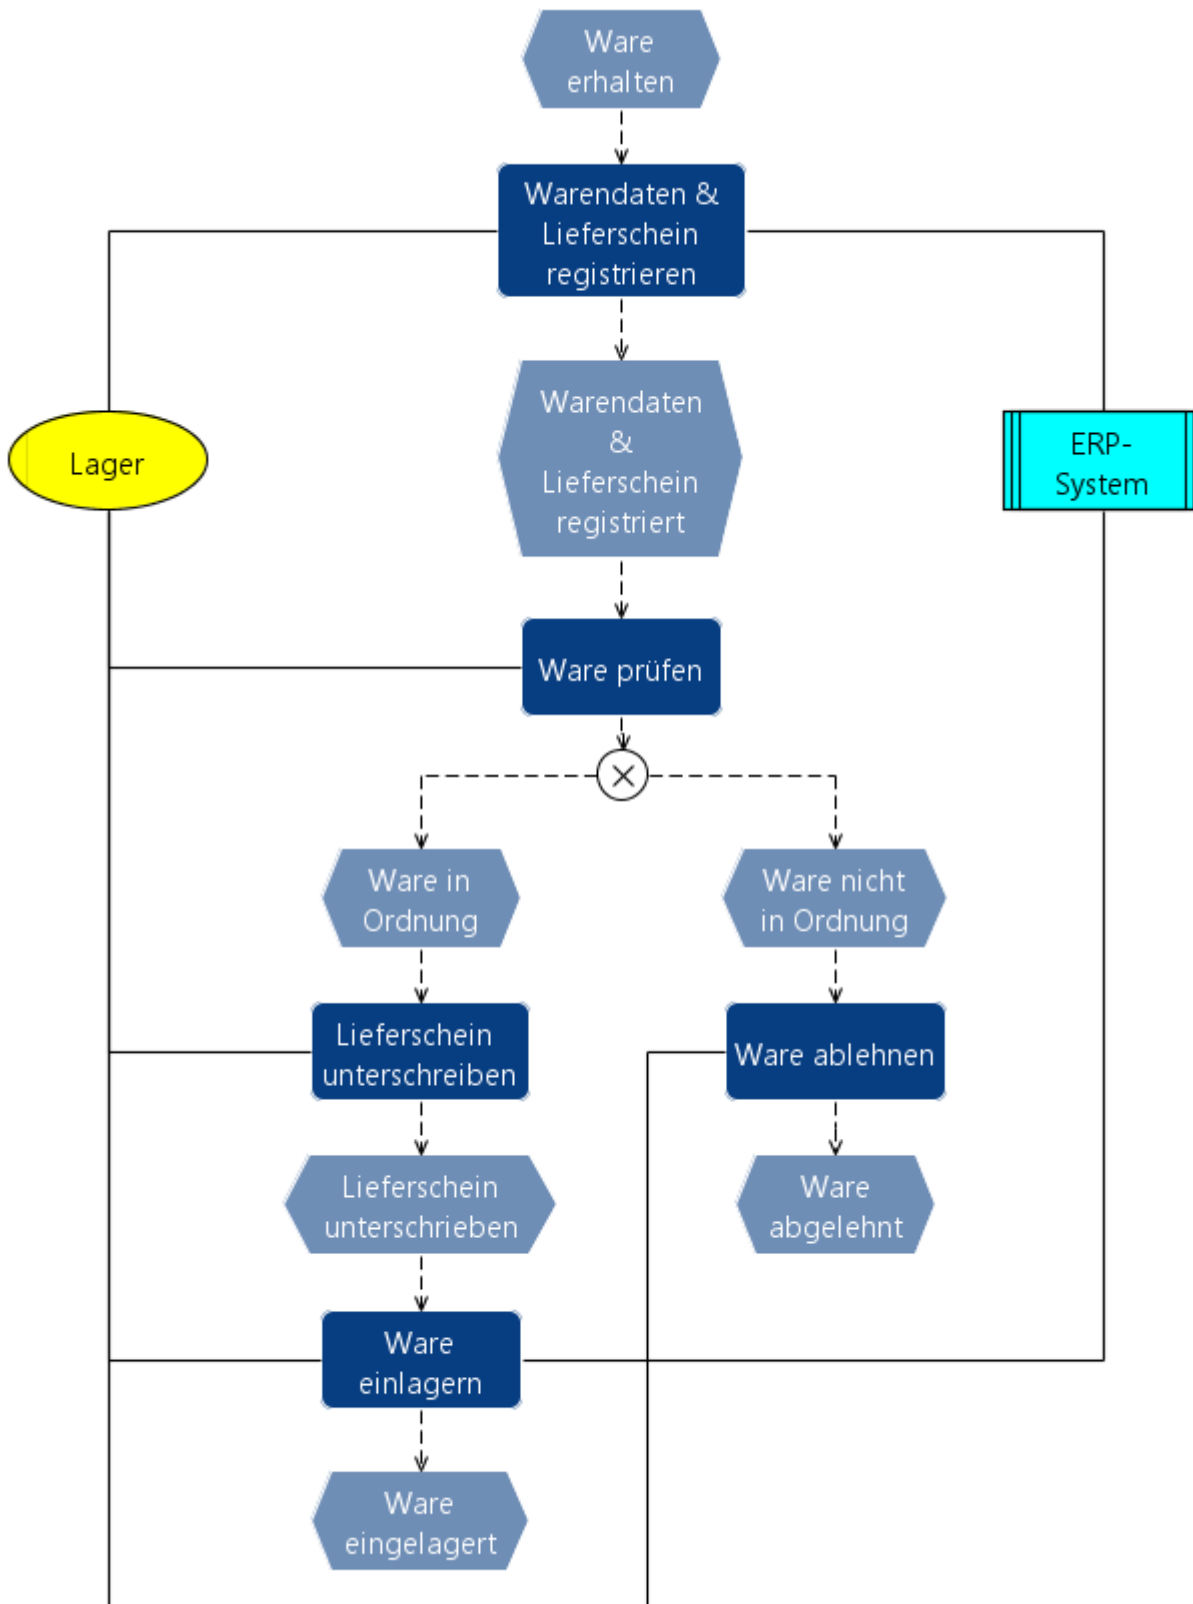 Ware
erhalten
Warendaten &
Lieferschein
registrieren
Warendaten
&
Lieferschein
registriert
Lager
ERP-
System
Ware prüfen
Ware in
Ordnung
Ware nicht
in Ordnung
Lieferschein
unterschreiben
Ware ablehnen
Lieferschein
unterschrieben
Ware
abgelehnt
Ware
einlagern
Ware
eingelagert